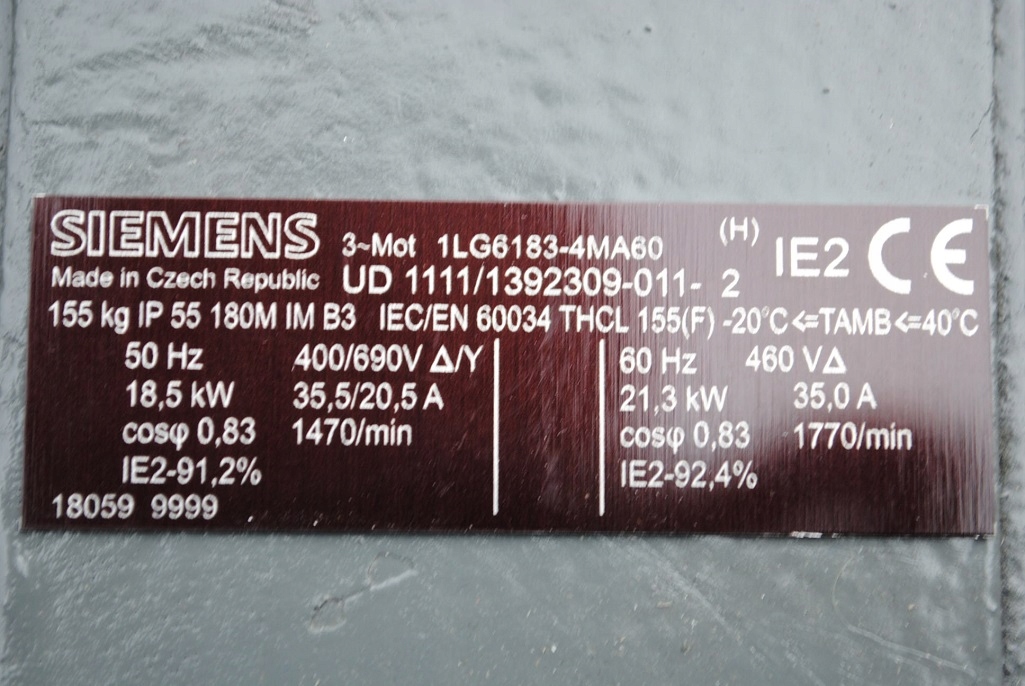 SIEMENS 3~Mot 1LG6183-4MA60 (H) IE2 CE
Made in Czech Republic UD 1111/1392309-011- 2
155 kg IP 55 180M IM B3 IEC/EN 60034 THCL 155(F) -20°C<=TAMB<=40°C
50 Hz 400/690V Δ/Y 60 Hz 460 VΔ
18,5 kW 35,5/20,5 A 21,3 kW 35,0 A
cosφ 0,83 1470/min cosφ 0,83 1770/min
IE2-91,2% IE2-92,4%
18059 9999